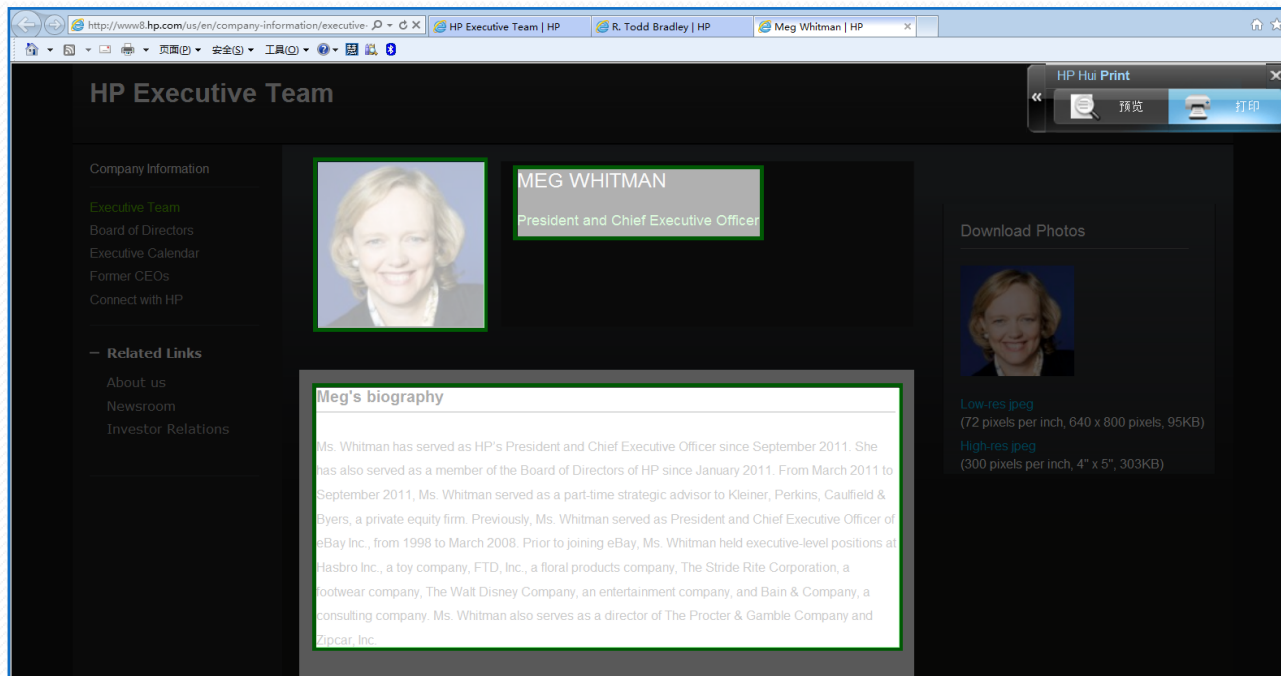 http://www8.hp.com/us/en/company-information/executive-
HP Executive Team | HP
R. Todd Bradley | HP
Meg Whitman | HP
页面(P) 安全(S) 工具(O)
HP Executive Team
HP Hui Print
预览
打印
Company Information
Executive Team
Board of Directors
Executive Calendar
Former CEOs
Connect with HP
– Related Links
About us
Newsroom
Investor Relations
MEG WHITMAN
President and Chief Executive Officer
Meg's biography
Ms. Whitman has served as HP's President and Chief Executive Officer since September 2011. She
has also served as a member of the Board of Directors of HP since January 2011. From March 2011 to
September 2011, Ms. Whitman served as a part-time strategic advisor to Kleiner, Perkins, Caulfield &
Byers, a private equity firm. Previously, Ms. Whitman served as President and Chief Executive Officer of
eBay Inc., from 1998 to March 2008. Prior to joining eBay, Ms. Whitman held executive-level positions at
Hasbro Inc., a toy company, FTD, Inc., a floral products company, The Stride Rite Corporation, a
footwear company, The Walt Disney Company, an entertainment company, and Bain & Company, a
consulting company. Ms. Whitman also serves as a director of The Procter & Gamble Company and
Zipcar, Inc.
Download Photos
Low-res jpeg
(72 pixels per inch, 640 x 800 pixels, 95KB)
High-res jpeg
(300 pixels per inch, 4" x 5", 303KB)